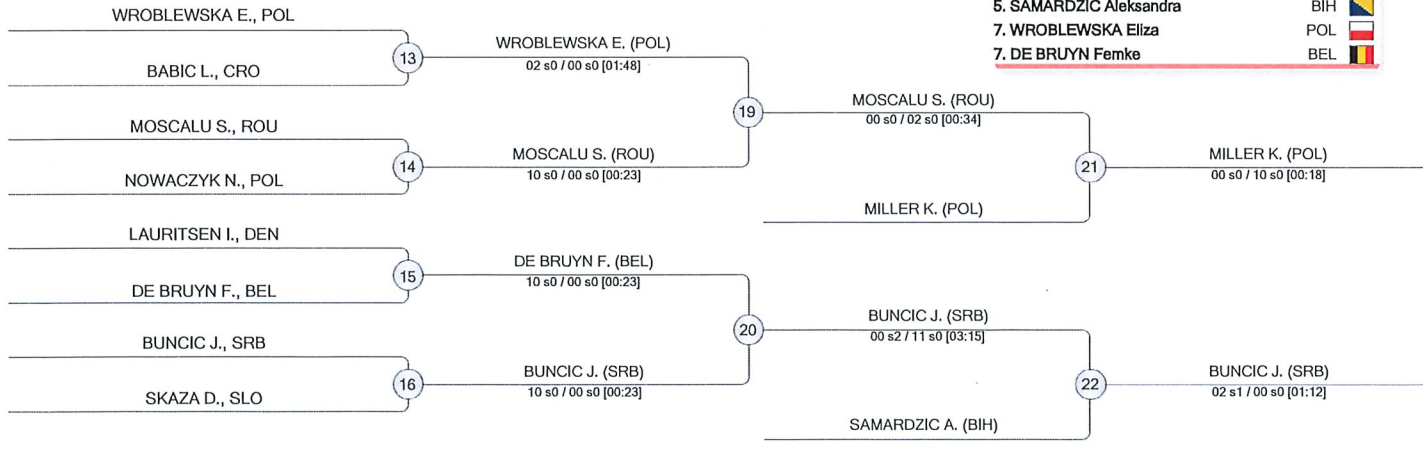 5. SAMARDZIC Aleksandra BIH
7. WROBLEWSKA Eliza POL
7. DE BRUYN Femke BEL
WROBLEWSKA E., POL
13
WROBLEWSKA E. (POL)
02 s0 / 00 s0 [01:48]
BABIC L., CRO
19
MOSCALU S. (ROU)
00 s0 / 02 s0 [00:34]
MOSCALU S., ROU
14
MOSCALU S. (ROU)
10 s0 / 00 s0 [00:23]
NOWACZYK N., POL
21
MILLER K. (POL)
00 s0 / 10 s0 [00:18]
MILLER K. (POL)
LAURITSEN I., DEN
15
DE BRUYN F. (BEL)
10 s0 / 00 s0 [00:23]
DE BRUYN F., BEL
20
BUNCIC J. (SRB)
00 s2 / 11 s0 [03:15]
BUNCIC J., SRB
16
BUNCIC J. (SRB)
10 s0 / 00 s0 [00:23]
SKAZA D., SLO
22
BUNCIC J. (SRB)
02 s1 / 00 s0 [01:12]
SAMARDZIC A. (BIH)